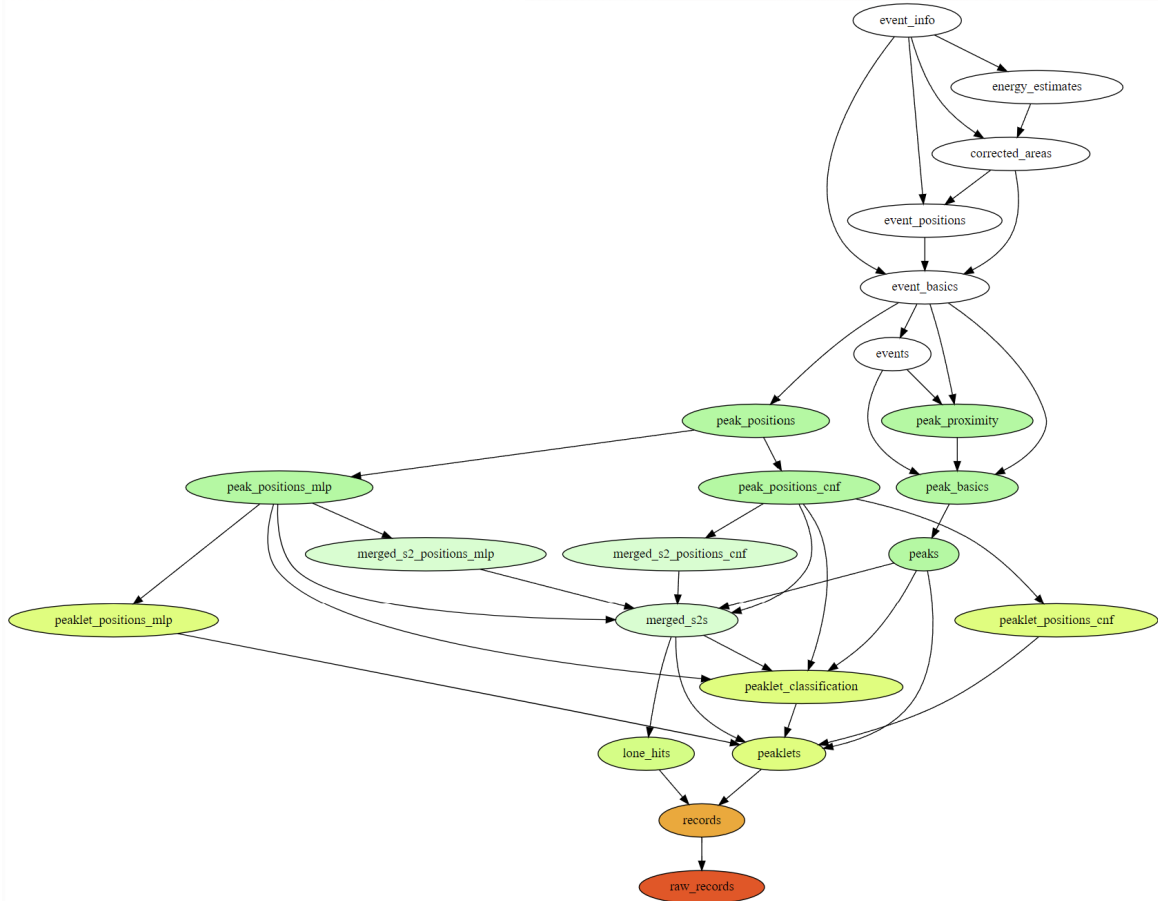 event_info
energy_estimates
corrected_areas
event_positions
event_basics
events
peak_positions
peak_proximity
peak_positions_mlp
peak_positions_cnf
peak_basics
merged_s2_positions_mlp
merged_s2_positions_cnf
peaks
peaklet_positions_mlp
merged_s2s
peaklet_positions_cnf
peaklet_classification
lone_hits
peaklets
records
raw_records